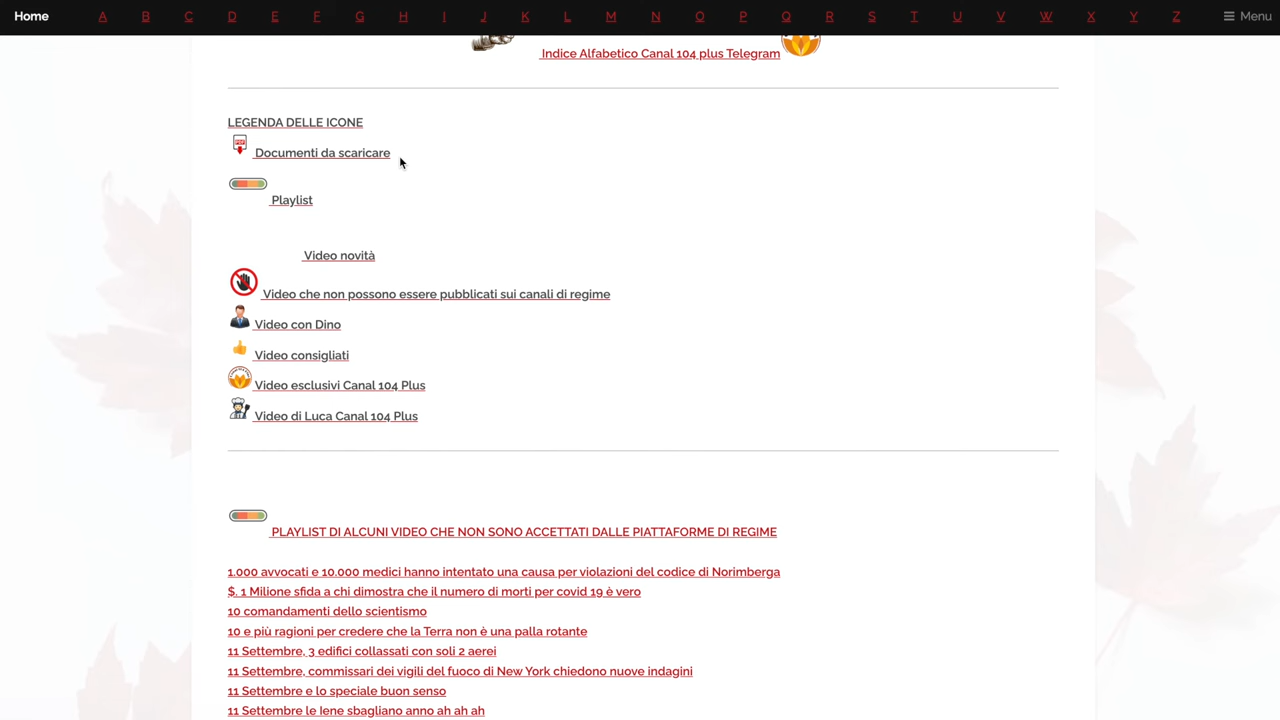 Home A B C D E F G H I J K L M N O P Q R S T U V W X Y Z Menu
Indice Alfabetico Canal 104 plus Telegram
LEGENDA DELLE ICONE
Documenti da scaricare
Playlist
Video novità
Video che non possono essere pubblicati sui canali di regime
Video con Dino
Video consigliati
Video esclusivi Canal 104 Plus
Video di Luca Canal 104 Plus
PLAYLIST DI ALCUNI VIDEO CHE NON SONO ACCETTATI DALLE PIATTAFORME DI REGIME
1.000 avvocati e 10.000 medici hanno intentato una causa per violazioni del codice di Norimberga
$. 1 Milione sfida a chi dimostra che il numero di morti per covid 19 è vero
10 comandamenti dello scientismo
10 e più ragioni per credere che la Terra non è una palla rotante
11 Settembre, 3 edifici collassati con soli 2 aerei
11 Settembre, commissari dei vigili del fuoco di New York chiedono nuove indagini
11 Settembre e lo speciale buon senso
11 Settembre le Iene sbagliano anno ah ah ah